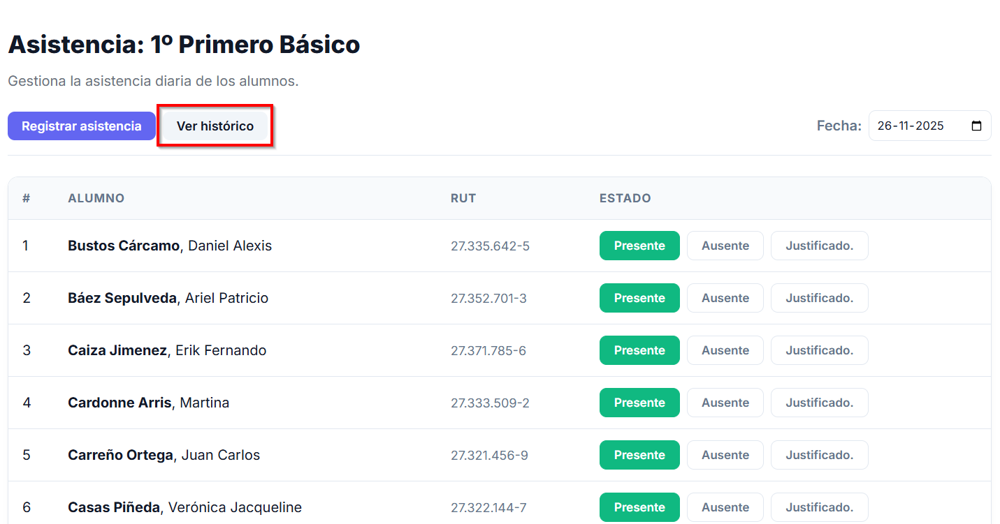 Asistencia: 1º Primero Básico
Gestiona la asistencia diaria de los alumnos.
Registrar asistencia Ver histórico Fecha: 26-11-2025
# ALUMNO RUT ESTADO
1 Bustos Cárcamo, Daniel Alexis 27.335.642-5 Presente Ausente Justificado.
2 Báez Sepulveda, Ariel Patricio 27.352.701-3 Presente Ausente Justificado.
3 Caiza Jimenez, Erik Fernando 27.371.785-6 Presente Ausente Justificado.
4 Cardonne Arris, Martina 27.333.509-2 Presente Ausente Justificado.
5 Carreño Ortega, Juan Carlos 27.321.456-9 Presente Ausente Justificado.
6 Casas Piñeda, Verónica Jacqueline 27.322.144-7 Presente Ausente Justificado.